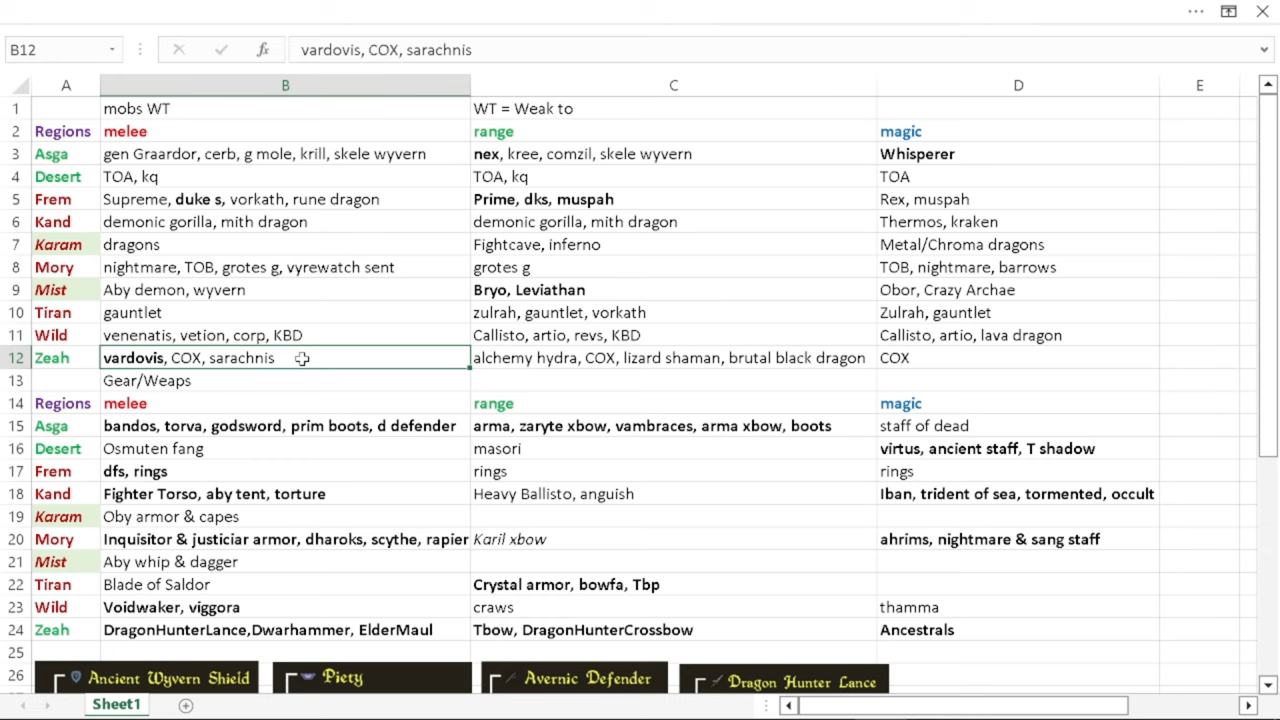 B12 fx vardovis, COX, sarachnis
A B C D E
1 mobs WT WT = Weak to
2 Regions melee range magic
3 Asga gen Graardor, cerb, g mole, krill, skele wyvern nex, kree, comzil, skele wyvern Whisperer
4 Desert TOA, kq TOA, kq TOA
5 Frem Supreme, duke s, vorkath, rune dragon Prime, dks, muspah Rex, muspah
6 Kand demonic gorilla, mith dragon demonic gorilla, mith dragon Thermos, kraken
7 Karam dragons Fightcave, inferno Metal/Chroma dragons
8 Mory nightmare, TOB, grotes g, vyrewatch sent grotes g TOB, nightmare, barrows
9 Mist Aby demon, wyvern Bryo, Leviathan Obor, Crazy Archae
10 Tiran gauntlet zulrah, gauntlet, vorkath Zulrah, gauntlet
11 Wild venenatis, vetion, corp, KBD Callisto, artio, revs, KBD Callisto, artio, lava dragon
12 Zeah vardovis, COX, sarachnis alchemy hydra, COX, lizard shaman, brutal black dragon COX
13 Gear/Weaps
14 Regions melee range magic
15 Asga bandos, torva, godsword, prim boots, d defender arma, zaryte xbow, vambraces, arma xbow, boots staff of dead
16 Desert Osmuten fang masori virtus, ancient staff, T shadow
17 Frem dfs, rings rings rings
18 Kand Fighter Torso, aby tent, torture Heavy Ballisto, anguish Iban, trident of sea, tormented, occult
19 Karam Oby armor & capes
20 Mory Inquisitor & justiciar armor, dharoks, scythe, rapier Karil xbow ahrims, nightmare & sang staff
21 Mist Aby whip & dagger
22 Tiran Blade of Saldor Crystal armor, bowfa, Tbp
23 Wild Voidwaker, viggora craws thamma
24 Zeah DragonHunterLance,Dwarhammer, ElderMaul Tbow, DragonHunterCrossbow Ancestrals
25
26 Ancient Wyvern Shield Piety Avernic Defender Dragon Hunter Lance
Sheet1